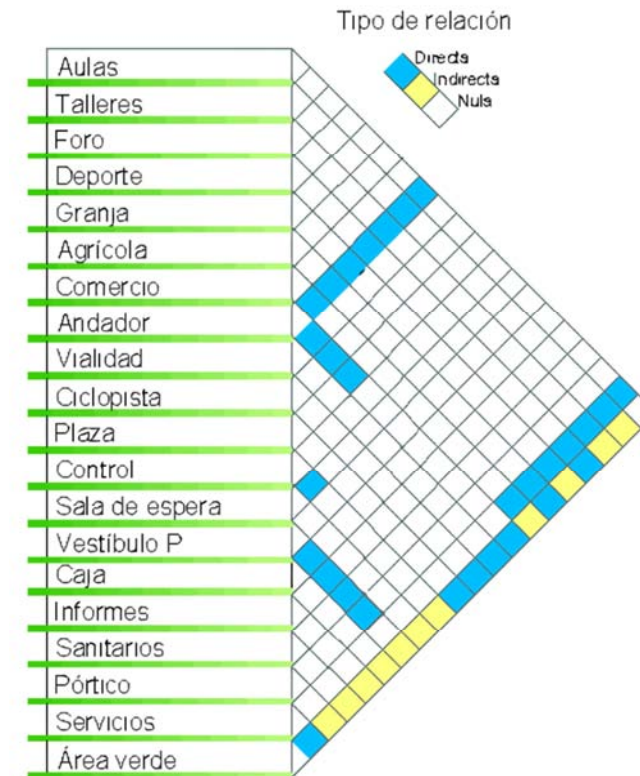 Tipo de relación
Directa
Indirecta
Nula
Aulas
Talleres
Foro
Deporte
Granja
Agrícola
Comercio
Andador
Vialidad
Ciclopista
Plaza
Control
Sala de espera
Vestíbulo P
Caja
Informes
Sanitarios
Pórtico
Servicios
Área verde